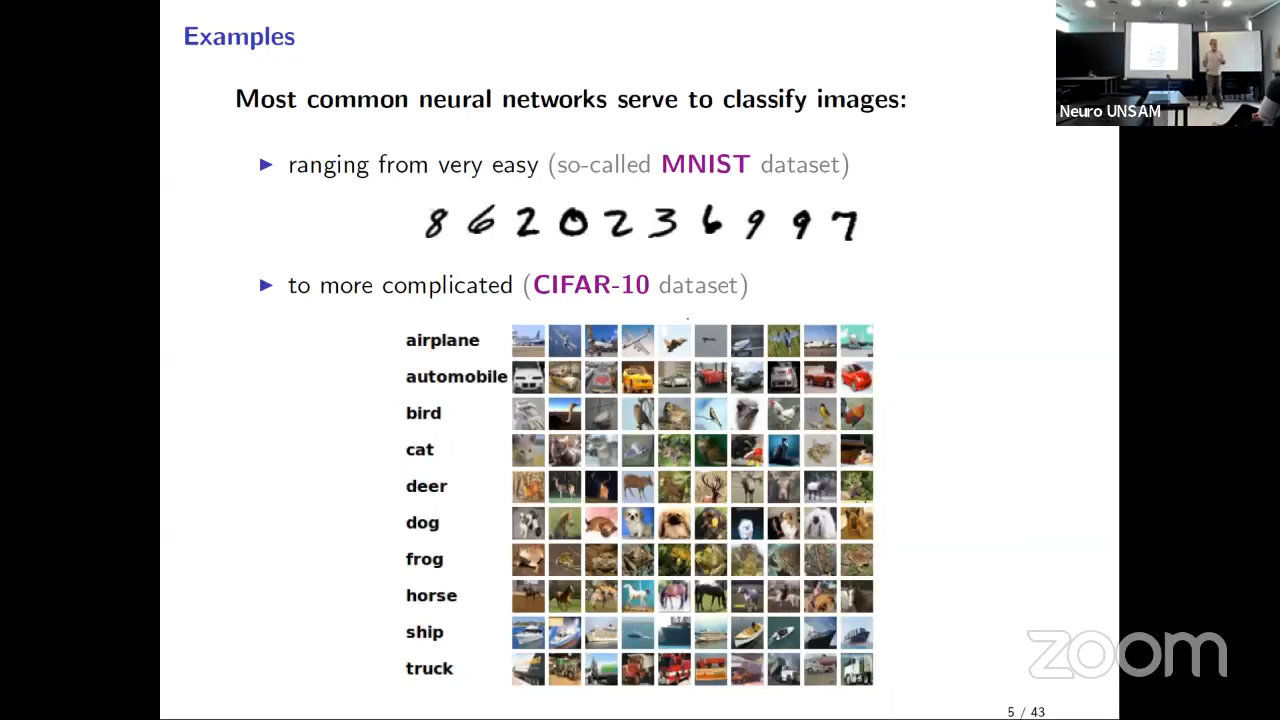 Examples
Most common neural networks serve to classify images:
ranging from very easy (so-called MNIST dataset)
8 6 2 0 2 3 6 9 9 7
to more complicated (CIFAR-10 dataset)
airplane
automobile
bird
cat
deer
dog
frog
horse
ship
truck
5 / 43
Neuro UNSAM
zoom